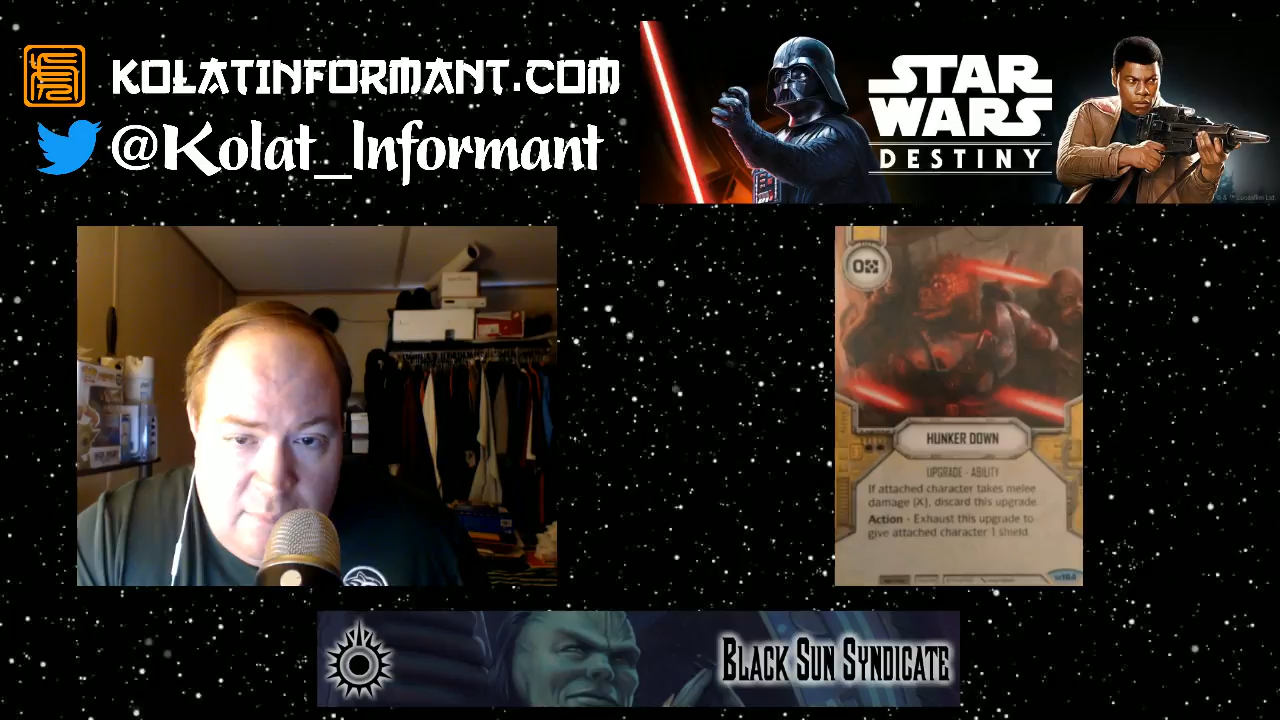 KOLATINFORMANT.COM
@Kolat_Informant
STAR
WARS
DESTINY
HUNKER DOWN
UPGRADE - ABILITY
If attached character takes melee
damage [X], discard this upgrade.
Action - Exhaust this upgrade to
give attached character 1 shield.
BLACK SUN SYNDICATE